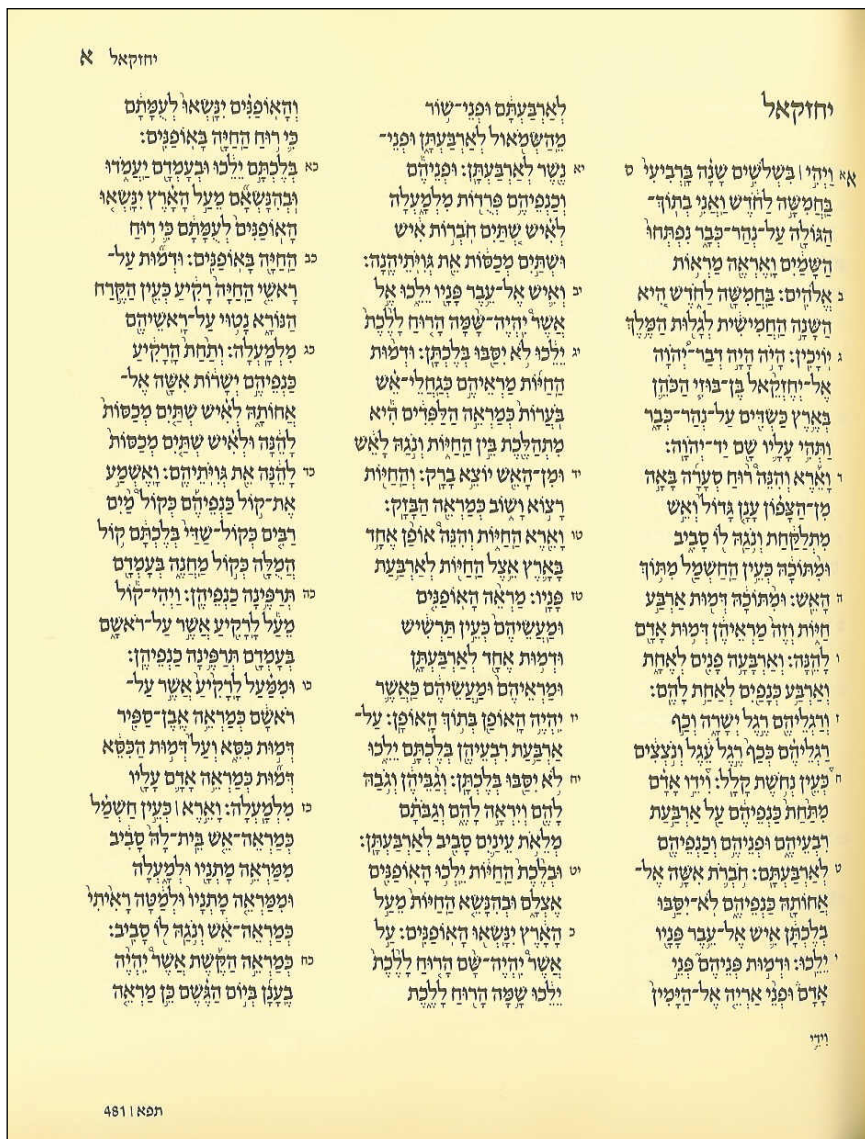 יחזקאל א
יחזקאל
א א וַיְהִי ׀ בִּשְׁלֹשִׁים שָׁנָה בָּרְבִיעִי ס
בַּחֲמִשָּׁה לַחֹדֶשׁ וַאֲנִי בְתוֹךְ־
הַגּוֹלָה עַל־נְהַר־כְּבָר נִפְתְּחוּ
הַשָּׁמַיִם וָאֶרְאֶה מַרְאוֹת
ב אֱלֹהִים׃ בַּחֲמִשָּׁה לַחֹדֶשׁ הִיא
הַשָּׁנָה הַחֲמִישִׁית לְגָלוּת הַמֶּלֶךְ
ג יוֹיָכִין׃ הָיֹה הָיָה דְבַר־יְהוָה
אֶל־יְחֶזְקֵאל בֶּן־בּוּזִי הַכֹּהֵן
בְּאֶרֶץ כַּשְׂדִּים עַל־נְהַר־כְּבָר
וַתְּהִי עָלָיו שָׁם יַד־יְהוָה׃
ד וָאֵרֶא וְהִנֵּה רוּחַ סְעָרָה בָּאָה
מִן־הַצָּפוֹן עָנָן גָּדוֹל וְאֵשׁ
מִתְלַקַּחַת וְנֹגַהּ לוֹ סָבִיב
וּמִתּוֹכָהּ כְּעֵין הַחַשְׁמַל מִתּוֹךְ
ה הָאֵשׁ׃ וּמִתּוֹכָהּ דְּמוּת אַרְבַּע
חַיּוֹת וְזֶה מַרְאֵיהֶן דְּמוּת אָדָם
ו לָהֵנָּה׃ וְאַרְבָּעָה פָנִים לְאֶחָת
וְאַרְבַּע כְּנָפַיִם לְאַחַת לָהֶם׃
ז וְרַגְלֵיהֶם רֶגֶל יְשָׁרָה וְכַף
רַגְלֵיהֶם כְּכַף רֶגֶל עֵגֶל וְנֹצְצִים
ח כְּעֵין נְחֹשֶׁת קָלָל׃ וִידֵו אָדָם
מִתַּחַת כַּנְפֵיהֶם עַל אַרְבַּעַת
רִבְעֵיהֶם וּפְנֵיהֶם וְכַנְפֵיהֶם
ט לְאַרְבַּעְתָּם׃ חֹבְרֹת אִשָּׁה אֶל־
אֲחוֹתָהּ כַּנְפֵיהֶם לֹא־יִסַּבּוּ
בְלֶכְתָּן אִישׁ אֶל־עֵבֶר פָּנָיו
י יֵלֵכוּ׃ וּדְמוּת פְּנֵיהֶם פְּנֵי
אָדָם וּפְנֵי אַרְיֵה אֶל־הַיָּמִין
לְאַרְבַּעְתָּם וּפְנֵי־שׁוֹר
מֵהַשְּׂמֹאול לְאַרְבַּעְתָּן וּפְנֵי־
יא נֶשֶׁר לְאַרְבַּעְתָּן׃ וּפְנֵיהֶם
וְכַנְפֵיהֶם פְּרֻדוֹת מִלְמָעְלָה
לְאִישׁ שְׁתַּיִם חֹבְרוֹת אִישׁ
וּשְׁתַּיִם מְכַסּוֹת אֵת גְּוִיֹּתֵיהֶנָה׃
יב וְאִישׁ אֶל־עֵבֶר פָּנָיו יֵלֵכוּ אֶל
אֲשֶׁר יִהְיֶה־שָׁמָּה הָרוּחַ לָלֶכֶת
יג יֵלֵכוּ לֹא יִסַּבּוּ בְּלֶכְתָּן׃ וּדְמוּת
הַחַיּוֹת מַרְאֵיהֶם כְּגַחֲלֵי־אֵשׁ
בֹּעֲרוֹת כְּמַרְאֵה הַלַּפִּדִים הִיא
מִתְהַלֶּכֶת בֵּין הַחַיּוֹת וְנֹגַהּ לָאֵשׁ
יד וּמִן־הָאֵשׁ יוֹצֵא בָרָק׃ וְהַחַיּוֹת
רָצוֹא וָשׁוֹב כְּמַרְאֵה הַבָּזָק׃
טו וָאֵרֶא הַחַיּוֹת וְהִנֵּה אוֹפַן אֶחָד
בָּאָרֶץ אֵצֶל הַחַיּוֹת לְאַרְבַּעַת
טז פָּנָיו׃ מַרְאֵה הָאוֹפַנִּים
וּמַעֲשֵׂיהֶם כְּעֵין תַּרְשִׁישׁ
וּדְמוּת אֶחָד לְאַרְבַּעְתָּן
וּמַרְאֵיהֶם וּמַעֲשֵׂיהֶם כַּאֲשֶׁר
יז יִהְיֶה הָאוֹפַן בְּתוֹךְ הָאוֹפָן׃ עַל־
אַרְבַּעַת רִבְעֵיהֶן בְּלֶכְתָּם יֵלֵכוּ
יח לֹא יִסַּבּוּ בְּלֶכְתָּן׃ וְגַבֵּיהֶן וְגֹבַהּ
לָהֶם וְיִרְאָה לָהֶם וְגַבֹּתָם
מְלֵאֹת עֵינַיִם סָבִיב לְאַרְבַּעְתָּן׃
יט וּבְלֶכֶת הַחַיּוֹת יֵלְכוּ הָאוֹפַנִּים
אֶצְלָם וּבְהִנָּשֵׂא הַחַיּוֹת מֵעַל
כ הָאָרֶץ יִנָּשְׂאוּ הָאוֹפַנִּים׃ עַל
אֲשֶׁר יִהְיֶה־שָּׁם הָרוּחַ לָלֶכֶת
יֵלֵכוּ שָׁמָּה הָרוּחַ לָלֶכֶת
וְהָאוֹפַנִּים יִנָּשְׂאוּ לְעֻמָּתָם
כִּי רוּחַ הַחַיָּה בָּאוֹפַנִּים׃
כא בְּלֶכְתָּם יֵלֵכוּ וּבְעָמְדָם יַעֲמֹדוּ
וּבְהִנָּשְׂאָם מֵעַל הָאָרֶץ יִנָּשְׂאוּ
הָאוֹפַנִּים לְעֻמָּתָם כִּי רוּחַ
כב הַחַיָּה בָּאוֹפַנִּים׃ וּדְמוּת עַל־
רָאשֵׁי הַחַיָּה רָקִיעַ כְּעֵין הַקֶּרַח
הַנּוֹרָא נָטוּי עַל־רָאשֵׁיהֶם
כג מִלְמָעְלָה׃ וְתַחַת הָרָקִיעַ
כַּנְפֵיהֶם יְשָׁרוֹת אִשָּׁה אֶל־
אֲחוֹתָהּ לְאִישׁ שְׁתַּיִם מְכַסּוֹת
לָהֵנָּה וּלְאִישׁ שְׁתַּיִם מְכַסּוֹת
כד לָהֵנָּה אֵת גְּוִיֹּתֵיהֶם׃ וָאֶשְׁמַע
אֶת־קוֹל כַּנְפֵיהֶם כְּקוֹל מַיִם
רַבִּים כְּקוֹל־שַׁדַּי בְּלֶכְתָּם קוֹל
הֲמֻלָּה כְּקוֹל מַחֲנֶה בְּעָמְדָם
כה תְּרַפֶּינָה כַנְפֵיהֶן׃ וַיְהִי־קוֹל
מֵעַל לָרָקִיעַ אֲשֶׁר עַל־רֹאשָׁם
בְּעָמְדָם תְּרַפֶּינָה כַנְפֵיהֶן׃
כו וּמִמַּעַל לָרָקִיעַ אֲשֶׁר עַל־
רֹאשָׁם כְּמַרְאֵה אֶבֶן־סַפִּיר
דְּמוּת כִּסֵּא וְעַל דְּמוּת הַכִּסֵּא
דְּמוּת כְּמַרְאֵה אָדָם עָלָיו
כז מִלְמָעְלָה׃ וָאֵרֶא ׀ כְּעֵין חַשְׁמַל
כְּמַרְאֵה־אֵשׁ בֵּית־לָהּ סָבִיב
מִמַּרְאֵה מָתְנָיו וּלְמָעְלָה
וּמִמַּרְאֵה מָתְנָיו וּלְמַטָּה רָאִיתִי
כְּמַרְאֵה־אֵשׁ וְנֹגַהּ לוֹ סָבִיב׃
כח כְּמַרְאֵה הַקֶּשֶׁת אֲשֶׁר יִהְיֶה
בֶעָנָן בְּיוֹם הַגֶּשֶׁם כֵּן מַרְאֵה
וִידֵי
תפא | 481